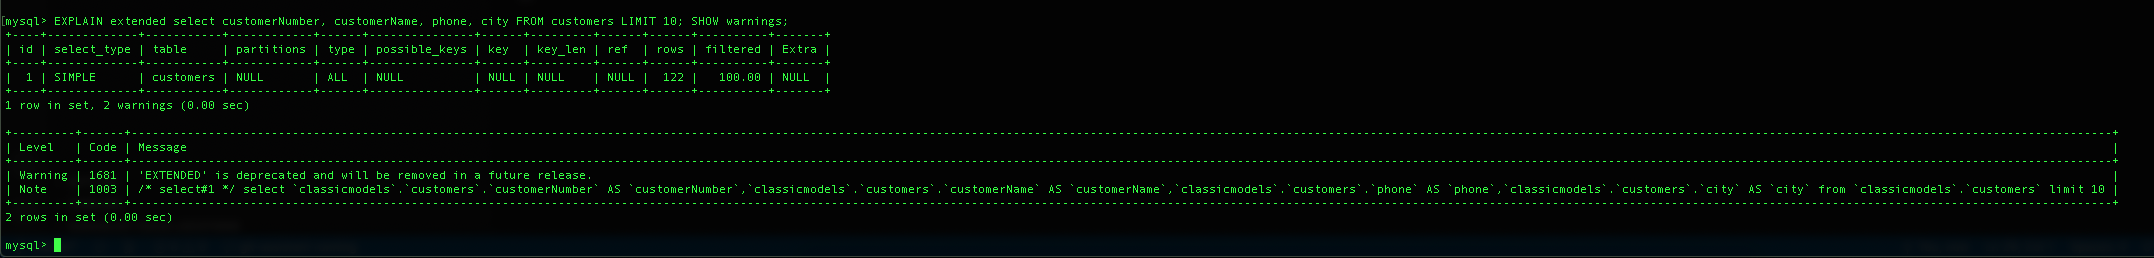 mysql> EXPLAIN extended select customerNumber, customerName, phone, city FROM customers LIMIT 10; SHOW warnings;
+----+-------------+-----------+------------+------+---------------+------+---------+------+------+----------+-------+
| id | select_type | table     | partitions | type | possible_keys | key  | key_len | ref  | rows | filtered | Extra |
+----+-------------+-----------+------------+------+---------------+------+---------+------+------+----------+-------+
|  1 | SIMPLE      | customers | NULL       | ALL  | NULL          | NULL | NULL    | NULL |  122 |   100.00 | NULL  |
+----+-------------+-----------+------------+------+---------------+------+---------+------+------+----------+-------+
1 row in set, 2 warnings (0.00 sec)
| Level   | Code | Message |
| Warning | 1681 | 'EXTENDED' is deprecated and will be removed in a future release. |
| Note    | 1003 | /* select#1 */ select `classicmodels`.`customers`.`customerNumber` AS `customerNumber`,`classicmodels`.`customers`.`customerName` AS `customerName`,`classicmodels`.`customers`.`phone` AS `phone`,`classicmodels`.`customers`.`city` AS `city` from `classicmodels`.`customers` limit 10 |
2 rows in set (0.00 sec)
mysql>